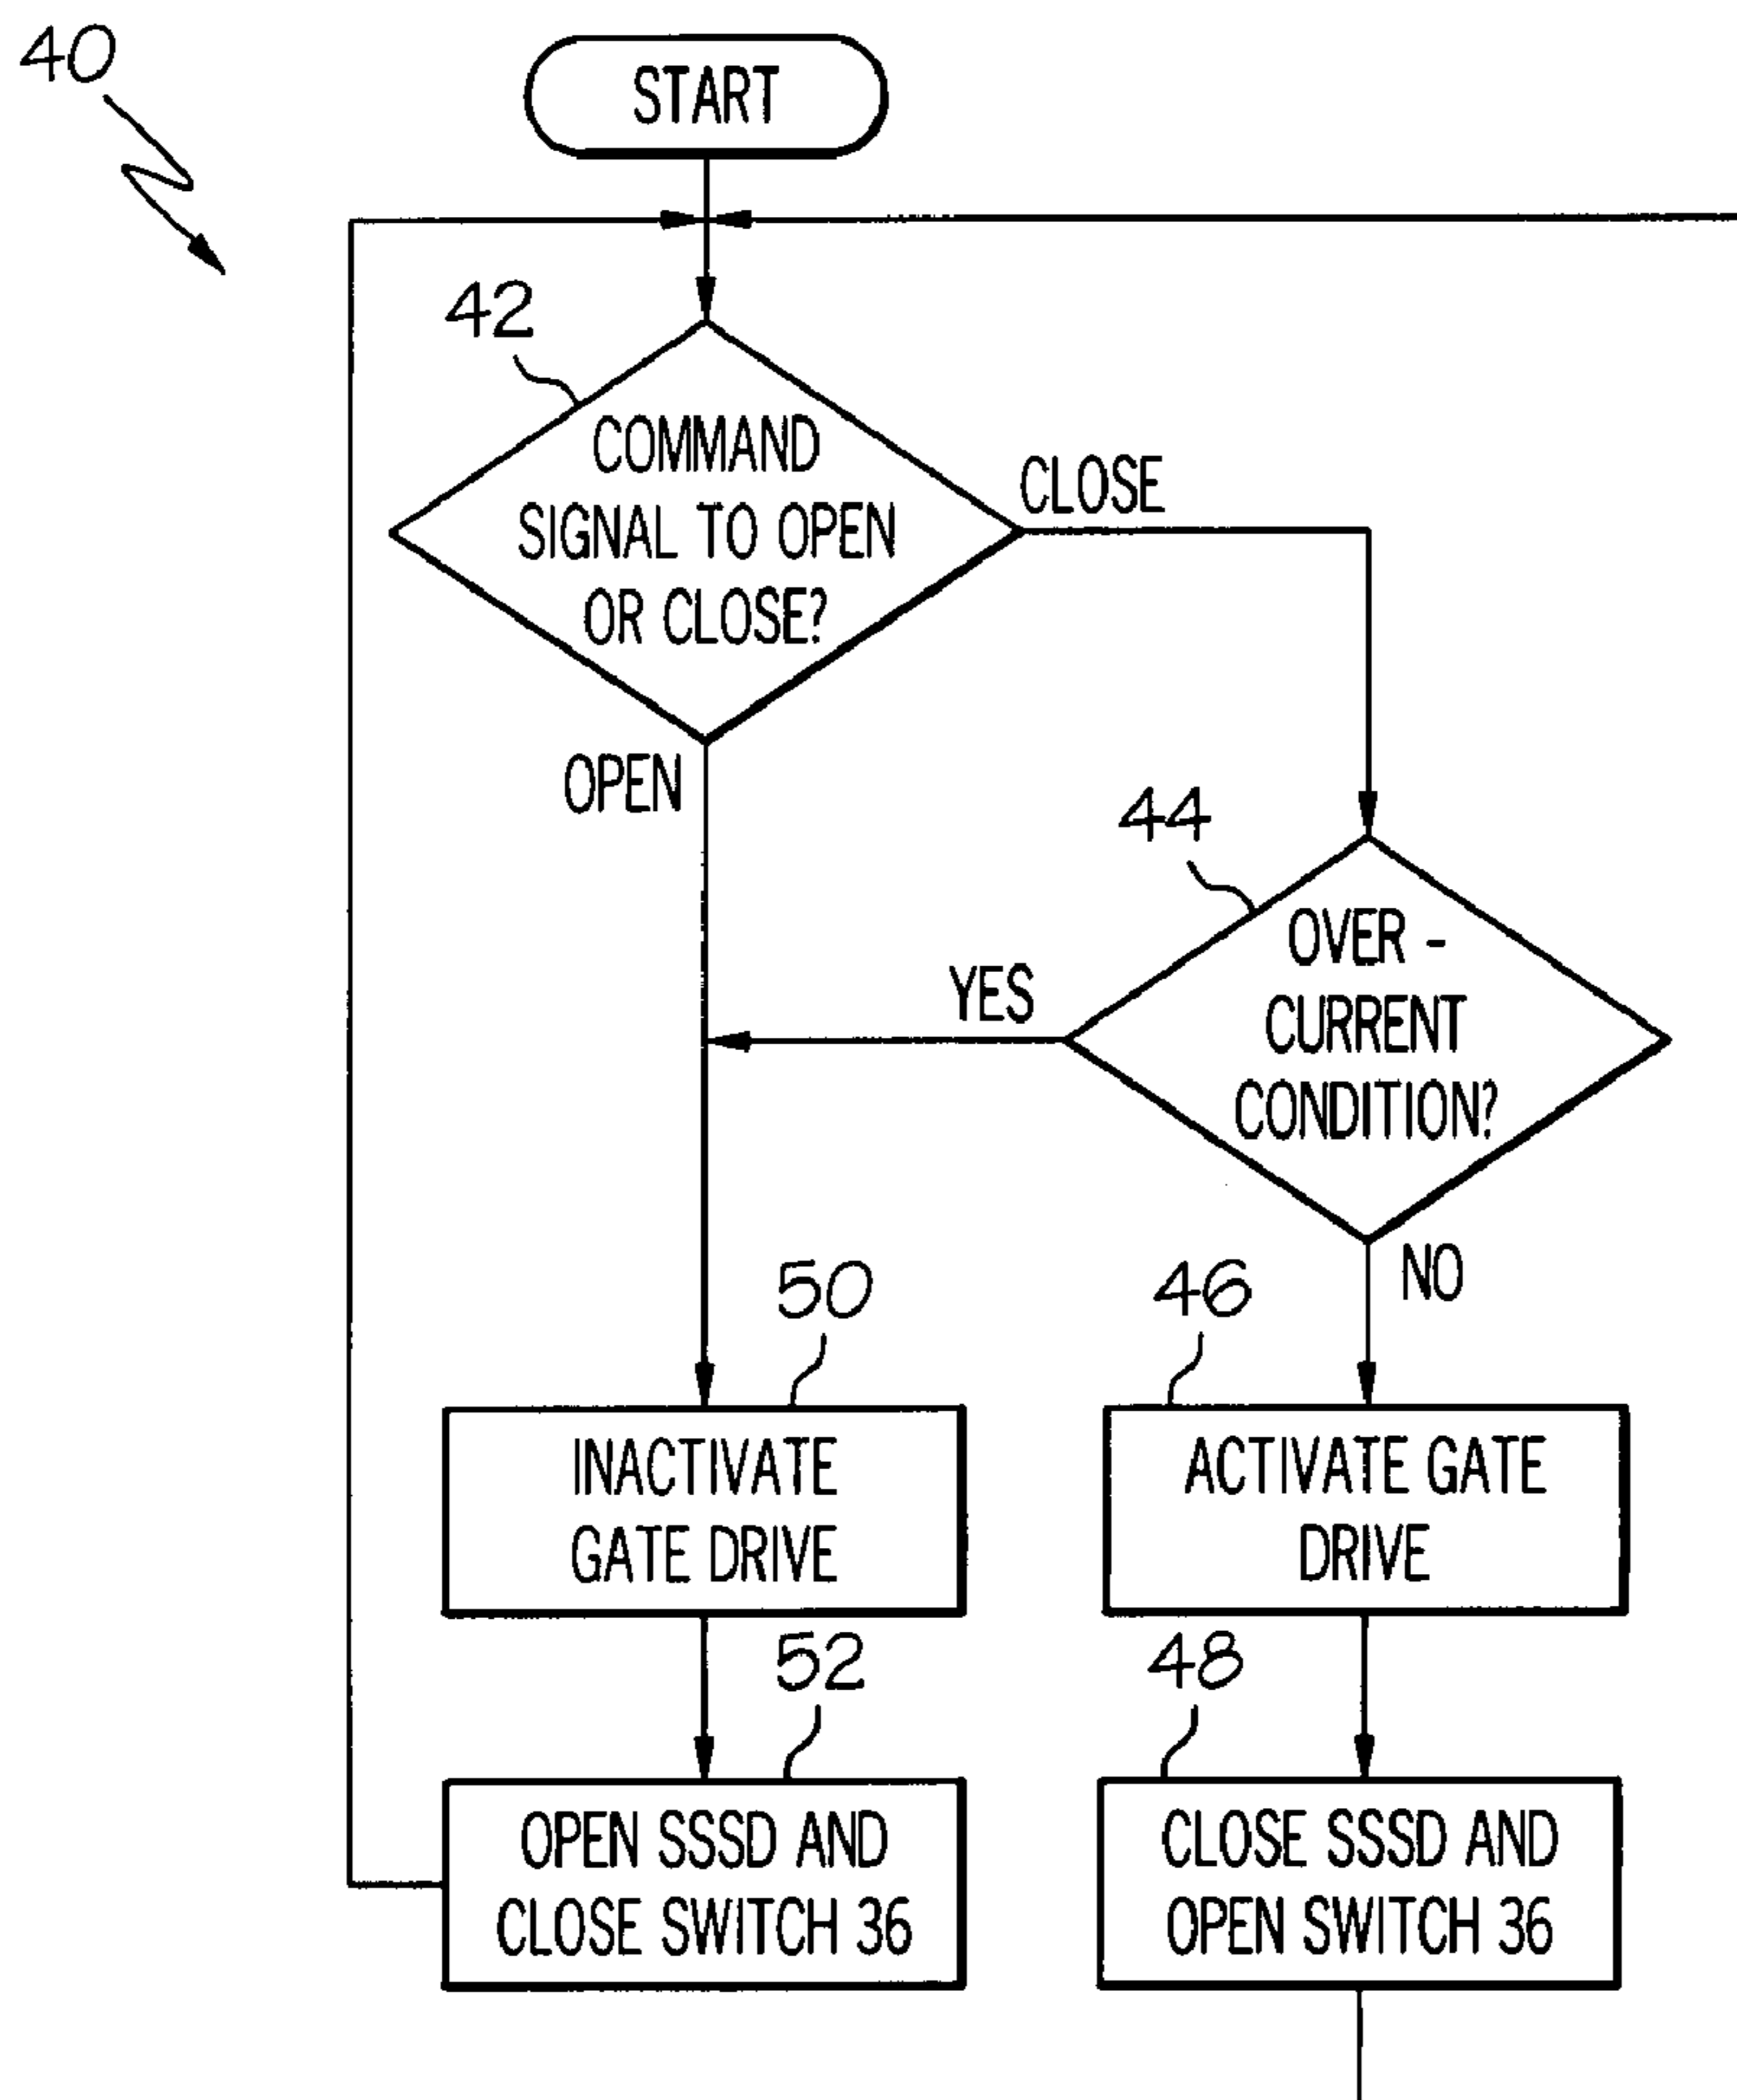 40
START
42
COMMAND
SIGNAL TO OPEN
OR CLOSE?
CLOSE
OPEN
44
OVER -
CURRENT
CONDITION?
YES
NO
50
INACTIVATE
GATE DRIVE
46
ACTIVATE GATE
DRIVE
52
OPEN SSSD AND
CLOSE SWITCH 36
48
CLOSE SSSD AND
OPEN SWITCH 36